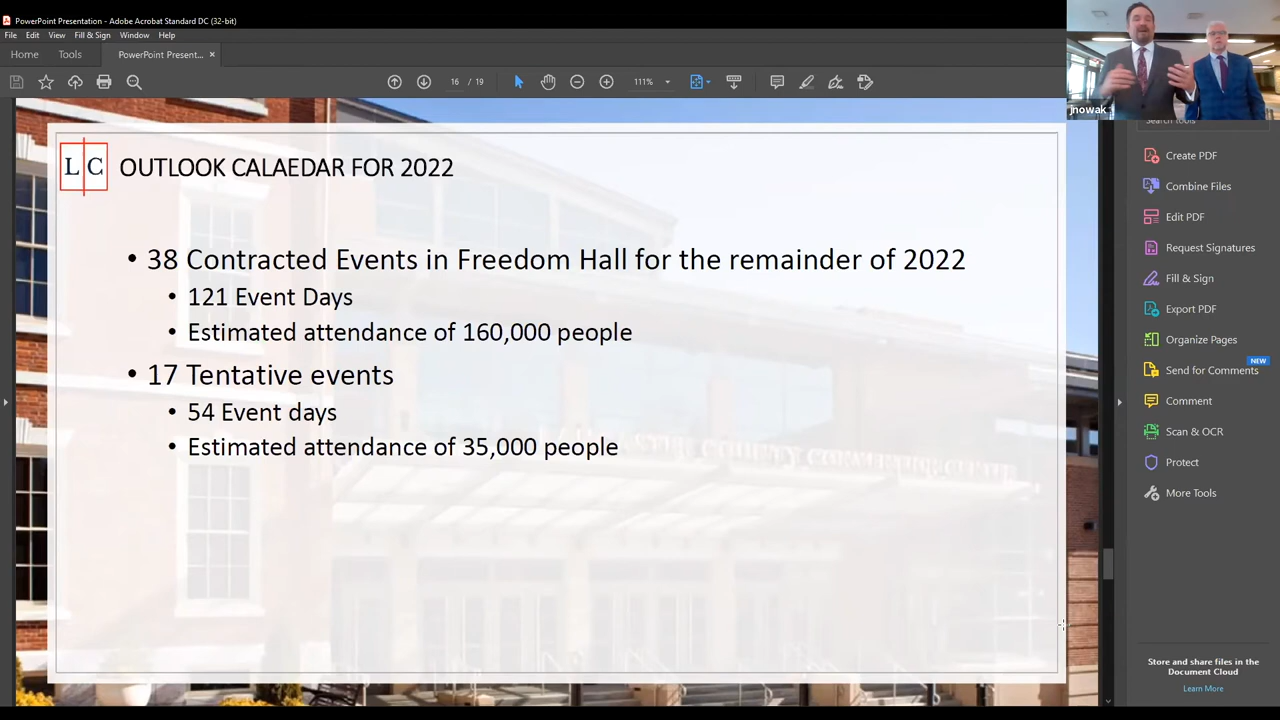 PowerPoint Presentation - Adobe Acrobat Standard DC (32-bit)
File Edit View Fill & Sign Window Help
Home Tools PowerPoint Present... ×
16 / 19 111%
jnowak
L C OUTLOOK CALAEDAR FOR 2022
• 38 Contracted Events in Freedom Hall for the remainder of 2022
• 121 Event Days
• Estimated attendance of 160,000 people
• 17 Tentative events
• 54 Event days
• Estimated attendance of 35,000 people
Search Tools
Create PDF
Combine Files
Edit PDF
Request Signatures
Fill & Sign
Export PDF
Organize Pages
NEW
Send for Comments
Comment
Scan & OCR
Protect
More Tools
Store and share files in the
Document Cloud
Learn More